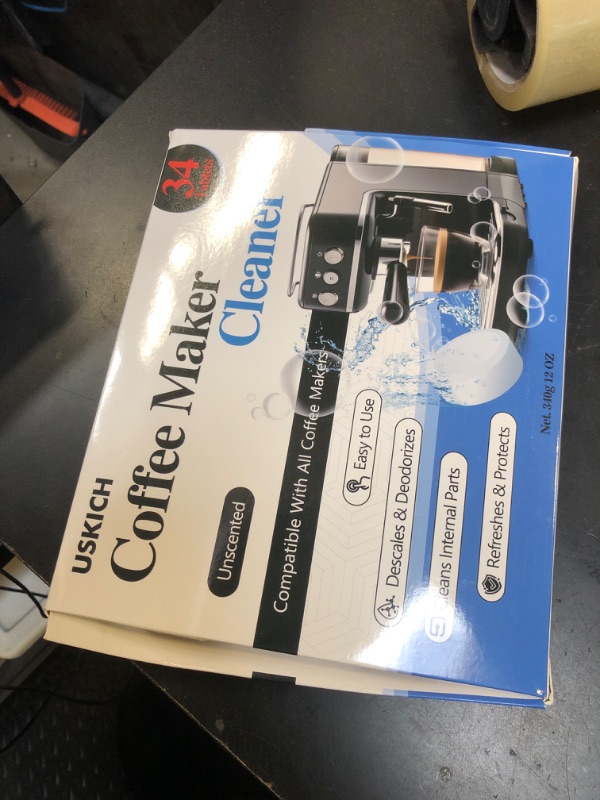 USKICH
Coffee Maker
Cleaner
34
Tablets
Unscented
Compatible With All Coffee Makers
Easy to Use
Descales & Deodorizes
Cleans Internal Parts
Refreshes & Protects
Net. 340g 12 OZ